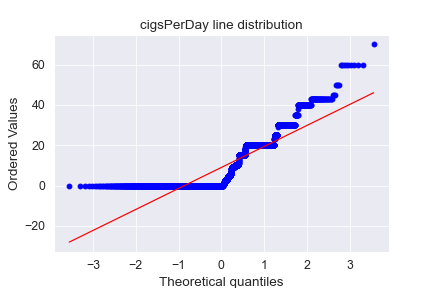 cigsPerDay line distribution
Ordered Values
60
40
20
0
−20
−3 −2 −1 0 1 2 3
Theoretical quantiles